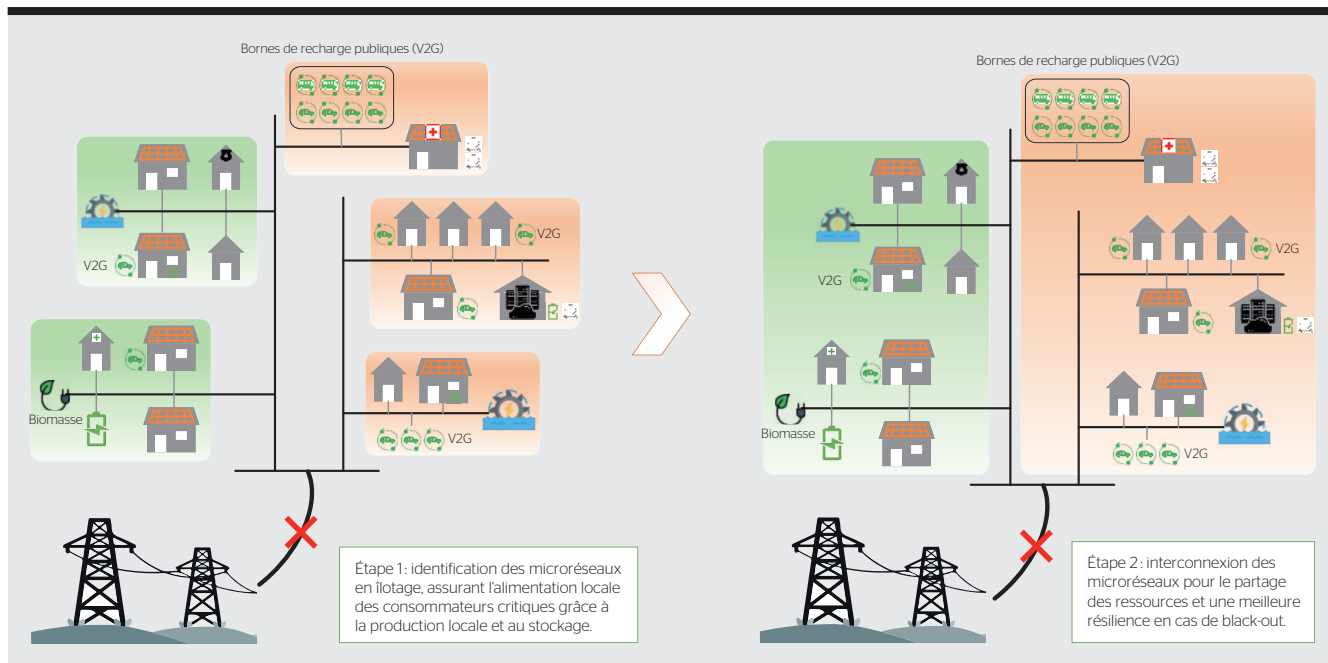 Bornes de recharge publiques (V2G)
V2G
V2G
V2G
Biomasse
Étape 1 : identification des microréseaux
en îlotage, assurant l'alimentation locale
des consommateurs critiques grâce à
la production locale et au stockage.
Bornes de recharge publiques (V2G)
V2G
V2G
V2G
Biomasse
Étape 2 : interconnexion des
microréseaux pour le partage
des ressources et une meilleure
résilience en cas de black-out.